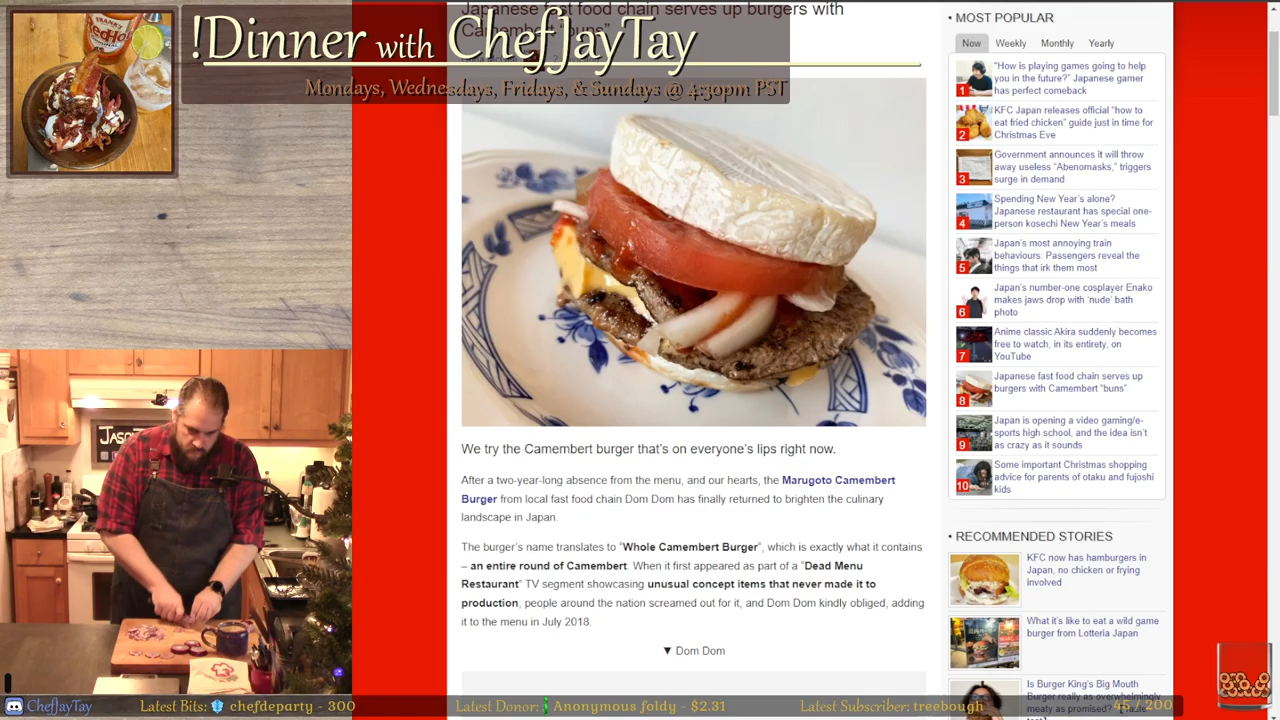 !Dinner with ChefJayTay
Mondays, Wednesdays, Fridays, & Sundays @ 4:30pm PST
Japanese fast food chain serves up burgers with
We try the Camembert burger that's on everyone's lips right now.
After a two-year-long absence from the menu, and our hearts, the Marugoto Camembert
Burger from local fast food chain Dom Dom has finally returned to brighten the culinary
landscape in Japan.
The burger's name translates to "Whole Camembert Burger", which is exactly what it contains
– an entire round of Camembert. When it first appeared as part of a "Dead Menu
Restaurant" TV segment showcasing unusual concept items that never made it to
production, people around the nation screamed out for it, and Dom Dom kindly obliged, adding
it to the menu in July 2018.
▼ Dom Dom
• MOST POPULAR
Now Weekly Monthly Yearly
1 "How is playing games going to help
you in the future?" Japanese gamer
has perfect comeback
2 KFC Japan releases official "how to
eat fried chicken" guide just in time for
Christmas Eve
3 Government announces it will throw
away useless "Abenomasks," triggers
surge in demand
4 Spending New Year's alone?
Japanese restaurant has special one-
person kosechi New Year's meals
5 Japan's most annoying train
behaviours: Passengers reveal the
things that irk them most
6 Japan's number-one cosplayer Enako
makes jaws drop with 'nude' bath
photo
7 Anime classic Akira suddenly becomes
free to watch, in its entirety, on
YouTube
8 Japanese fast food chain serves up
burgers with Camembert "buns"
9 Japan is opening a video gaming/e-
sports high school, and the idea isn't
as crazy as it sounds
10 Some important Christmas shopping
advice for parents of otaku and fujoshi
kids
• RECOMMENDED STORIES
KFC now has hamburgers in
Japan, no chicken or frying
involved
What it's like to eat a wild game
burger from Lotteria Japan
Is Burger King's Big Mouth
Burger really as overwhelmingly
meaty as promised?
ChefJayTay
Latest Bits: chefdeparty - 300
Latest Donor: Anonymous foldy - $2.31
Latest Subscriber: treebough
45 / 200